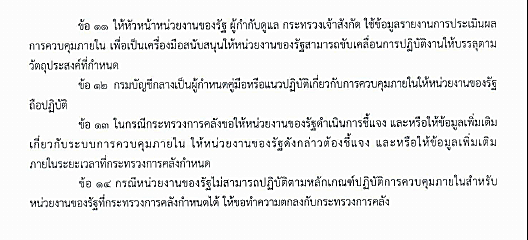 ข้อ ๑๑ ให้หัวหน้าหน่วยงานของรัฐ ผู้กำกับดูแล กระทรวงเจ้าสังกัด ใช้ข้อมูลรายงานการประเมินผล
การควบคุมภายใน เพื่อเป็นเครื่องมือสนับสนุนให้หน่วยงานของรัฐสามารถขับเคลื่อนการปฏิบัติงานให้บรรลุตาม
วัตถุประสงค์ที่กำหนด
ข้อ ๑๒ กรมบัญชีกลางเป็นผู้กำหนดคู่มือหรือแนวปฏิบัติเกี่ยวกับการควบคุมภายในให้หน่วยงานของรัฐ
ถือปฏิบัติ
ข้อ ๑๓ ในกรณีกระทรวงการคลังขอให้หน่วยงานของรัฐดำเนินการชี้แจง และหรือให้ข้อมูลเพิ่มเติม
เกี่ยวกับระบบการควบคุมภายใน ให้หน่วยงานของรัฐดังกล่าวต้องชี้แจง และหรือให้ข้อมูลเพิ่มเติม
ภายในระยะเวลาที่กระทรวงการคลังกำหนด
ข้อ ๑๔ กรณีหน่วยงานของรัฐไม่สามารถปฏิบัติตามหลักเกณฑ์ปฏิบัติการควบคุมภายในสำหรับ
หน่วยงานของรัฐที่กระทรวงการคลังกำหนดได้ ให้ขอทำความตกลงกับกระทรวงการคลัง